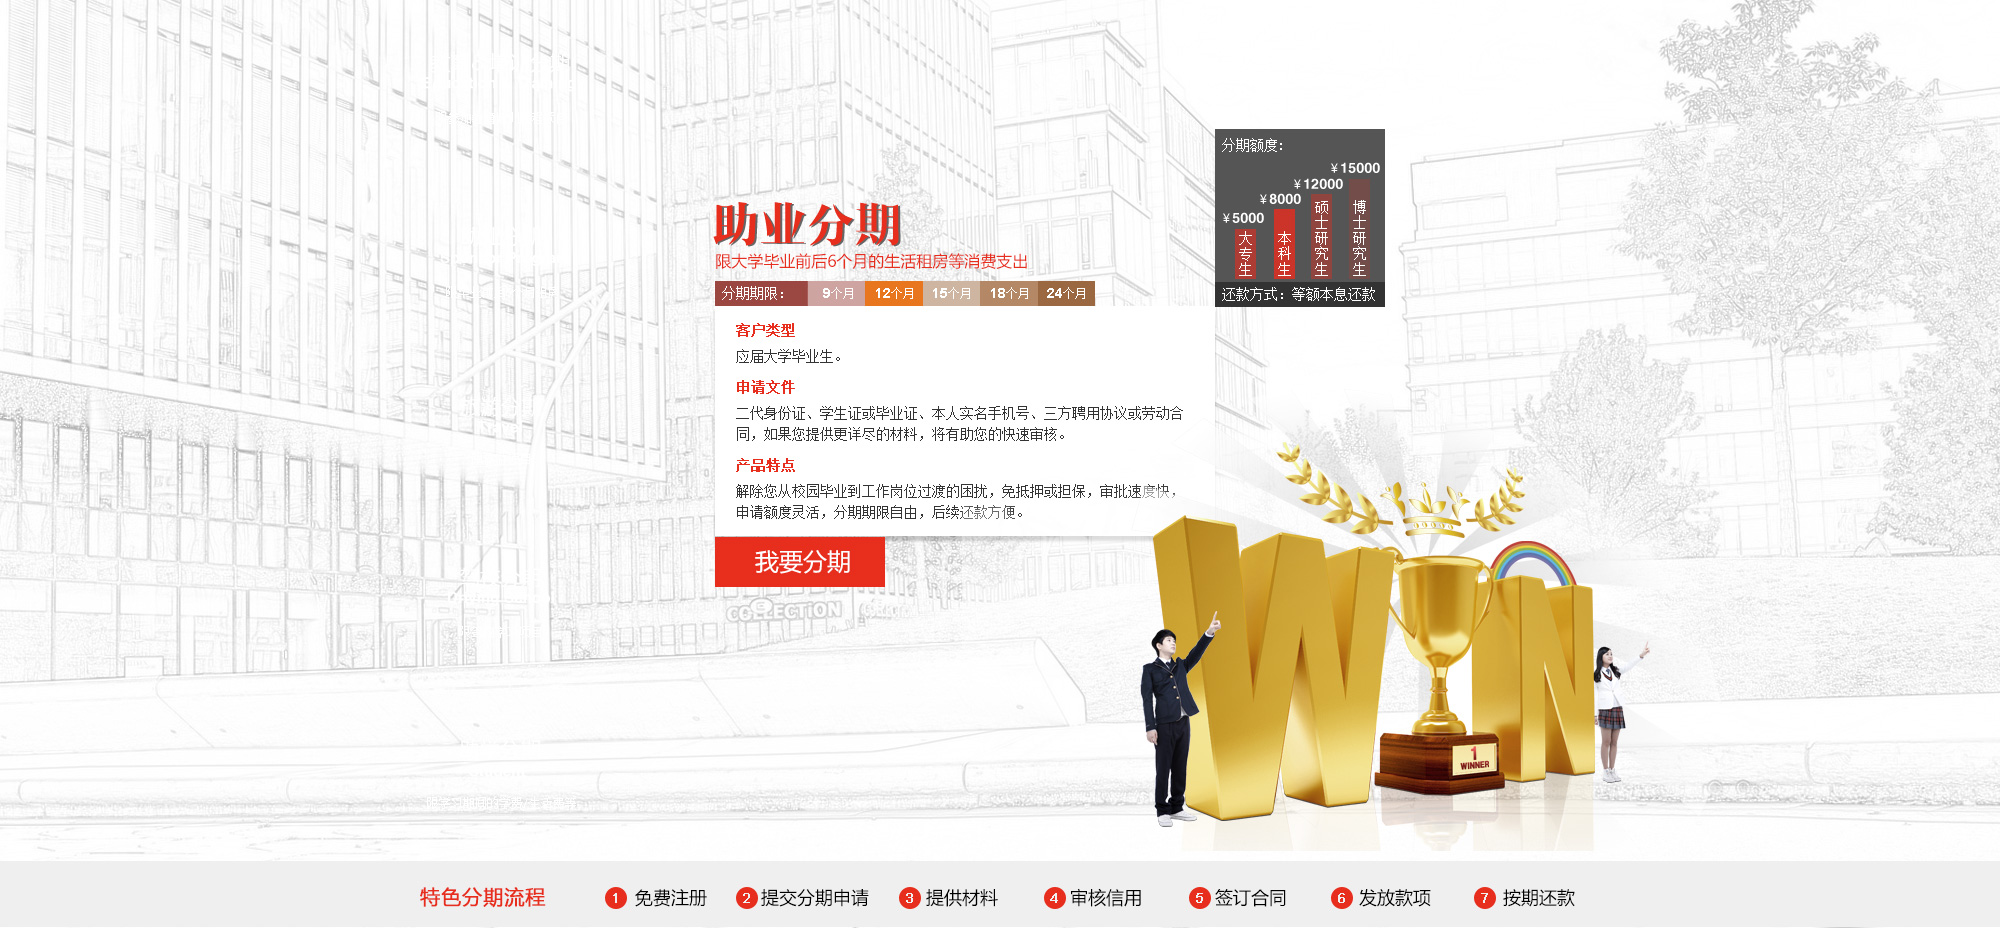 助业分期
限大学毕业前后6个月的生活租房等消费支出
分期期限： 9个月 12个月 15个月 18个月 24个月
客户类型
应届大学毕业生。
申请文件
二代身份证、学生证或毕业证、本人实名手机号、三方聘用协议或劳动合
同，如果您提供更详尽的材料，将有助您的快速审核。
产品特点
解除您从校园毕业到工作岗位过渡的困扰，免抵押或担保，审批速度快，
申请额度灵活，分期期限自由，后续还款方便。
我要分期
分期额度：
¥5000 大专生
¥8000 本科生
¥12000 硕士研究生
¥15000 博士研究生
还款方式：等额本息还款
COLLECTION
WIN
1
WINNER
特色分期流程 1 免费注册 2 提交分期申请 3 提供材料 4 审核信用 5 签订合同 6 发放款项 7 按期还款